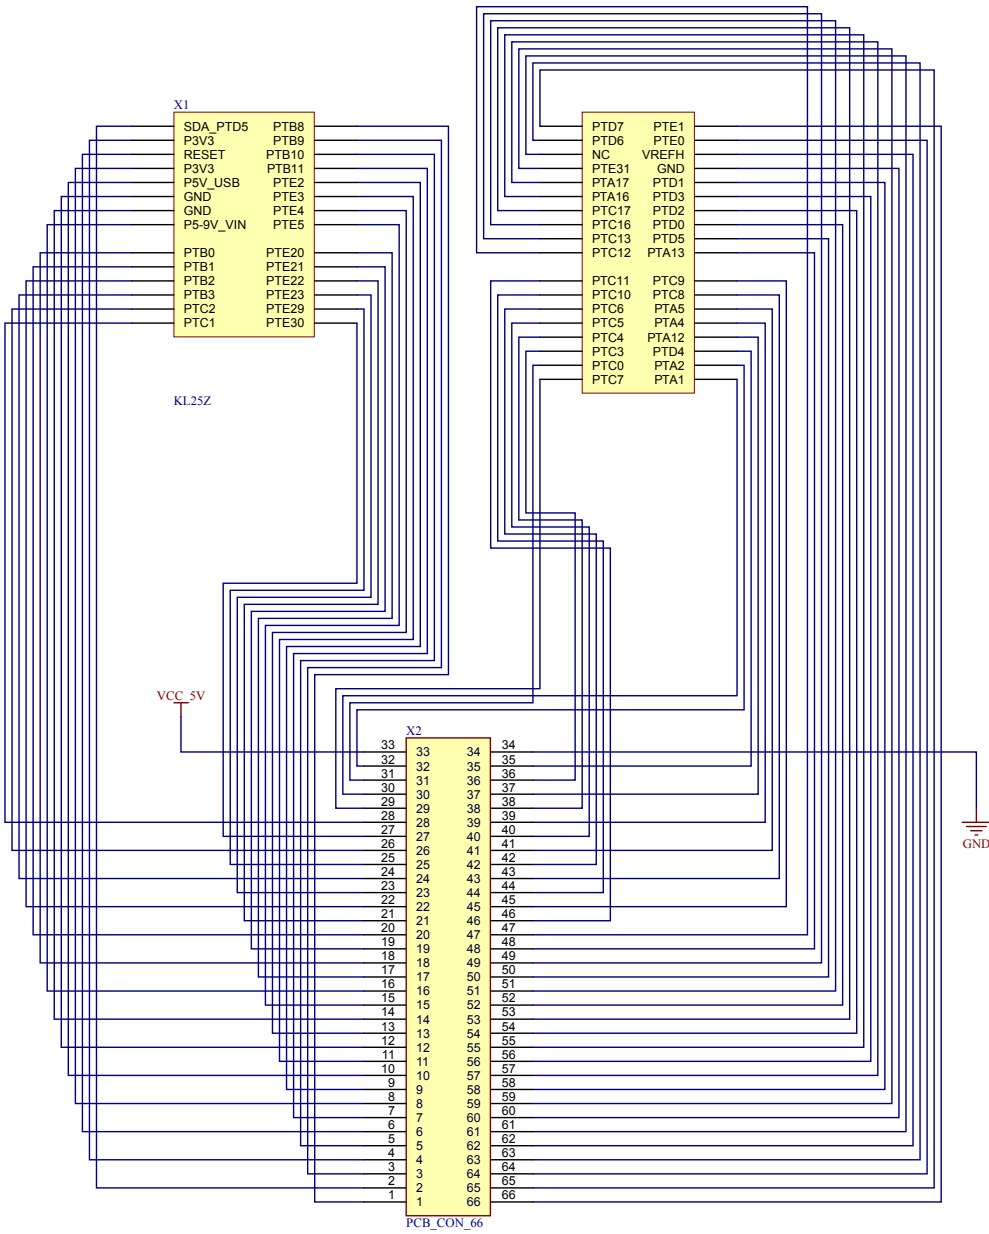 X1
SDA_PTD5 PTB8
P3V3 PTB9
RESET PTB10
P3V3 PTB11
P5V_USB PTE2
GND PTE3
GND PTE4
P5-9V_VIN PTE5
PTB0 PTE20
PTB1 PTE21
PTB2 PTE22
PTB3 PTE23
PTC2 PTE29
PTC1 PTE30
KL25Z
PTD7 PTE1
PTD6 PTE0
NC VREFH
PTE31 GND
PTA17 PTD1
PTA16 PTD3
PTC17 PTD2
PTC16 PTD0
PTC13 PTD5
PTC12 PTA13
PTC11 PTC9
PTC10 PTC8
PTC6 PTA5
PTC5 PTA4
PTC4 PTA12
PTC3 PTD4
PTC0 PTA2
PTC7 PTA1
VCC_5V
X2
33 33 34 34
32 32 35 35
31 31 36 36
30 30 37 37
29 29 38 38
28 28 39 39
27 27 40 40
26 26 41 41
25 25 42 42
24 24 43 43
23 23 44 44
22 22 45 45
21 21 46 46
20 20 47 47
19 19 48 48
18 18 49 49
17 17 50 50
16 16 51 51
15 15 52 52
14 14 53 53
13 13 54 54
12 12 55 55
11 11 56 56
10 10 57 57
9 9 58 58
8 8 59 59
7 7 60 60
6 6 61 61
5 5 62 62
4 4 63 63
3 3 64 64
2 2 65 65
1 1 66 66
PCB_CON_66
GND